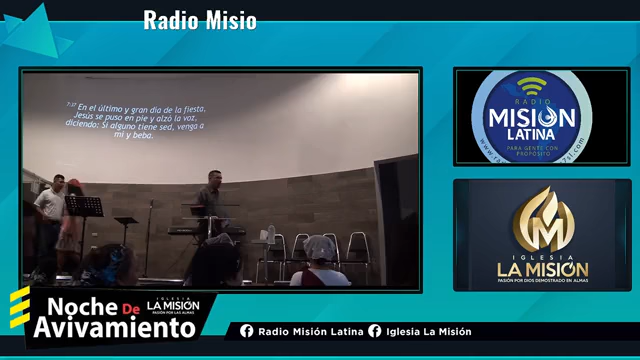 Radio Misio
7:37 En el último y gran día de la fiesta,
Jesús se puso en pie y alzó la voz,
diciendo: Si alguno tiene sed, venga a
mí y beba.
RADIO
MISIÓN
LATINA
PARA GENTE CON
PROPÓSITO
IGLESIA
LA MISIÓN
PASIÓN POR DIOS DEMOSTRADO EN ALMAS
Noche De
Avivamiento
IGLESIA
LA MISIÓN
PASIÓN POR LAS ALMAS
Radio Misión Latina Iglesia La Misión